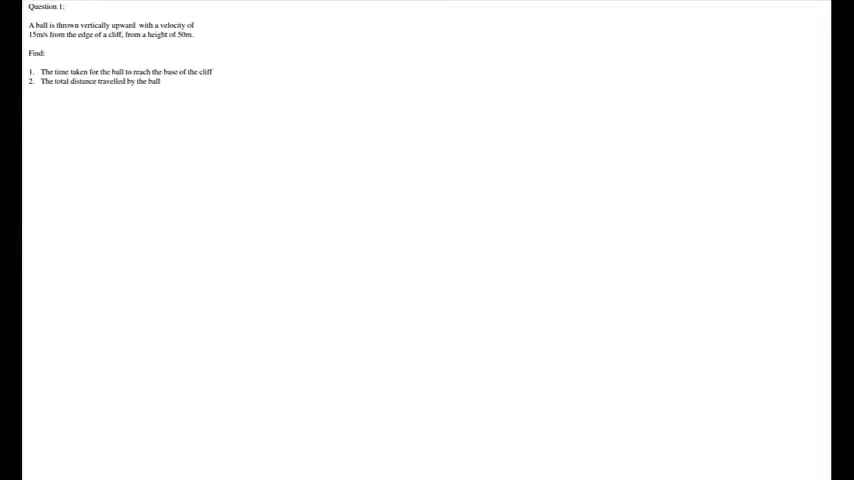 Question 1:
A ball is thrown vertically upward with a velocity of
15m/s from the edge of a cliff, from a height of 50m.
Find:
1. The time taken for the ball to reach the base of the cliff
2. The total distance travelled by the ball